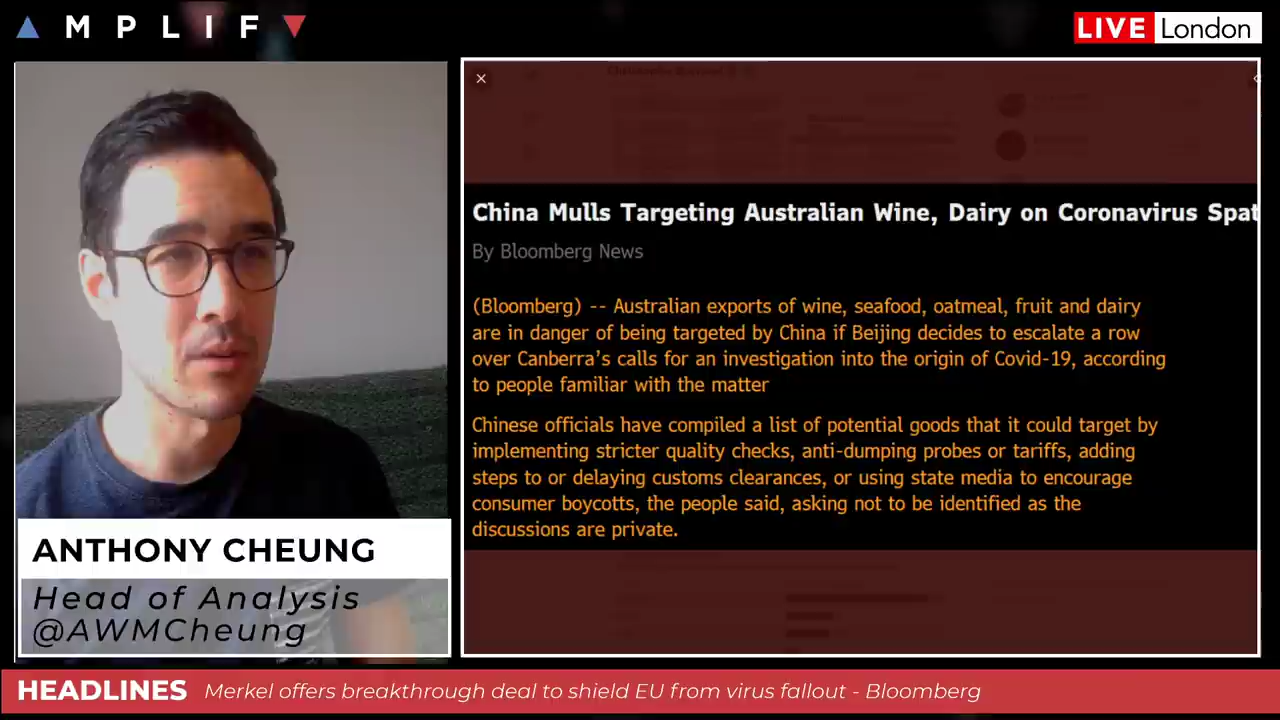 AMPLIFY
LIVE London
China Mulls Targeting Australian Wine, Dairy on Coronavirus Spat
By Bloomberg News
(Bloomberg) -- Australian exports of wine, seafood, oatmeal, fruit and dairy
are in danger of being targeted by China if Beijing decides to escalate a row
over Canberra's calls for an investigation into the origin of Covid-19, according
to people familiar with the matter
Chinese officials have compiled a list of potential goods that it could target by
implementing stricter quality checks, anti-dumping probes or tariffs, adding
steps to or delaying customs clearances, or using state media to encourage
consumer boycotts, the people said, asking not to be identified as the
discussions are private.
ANTHONY CHEUNG
Head of Analysis
@AWMCheung
HEADLINES Merkel offers breakthrough deal to shield EU from virus fallout - Bloomberg